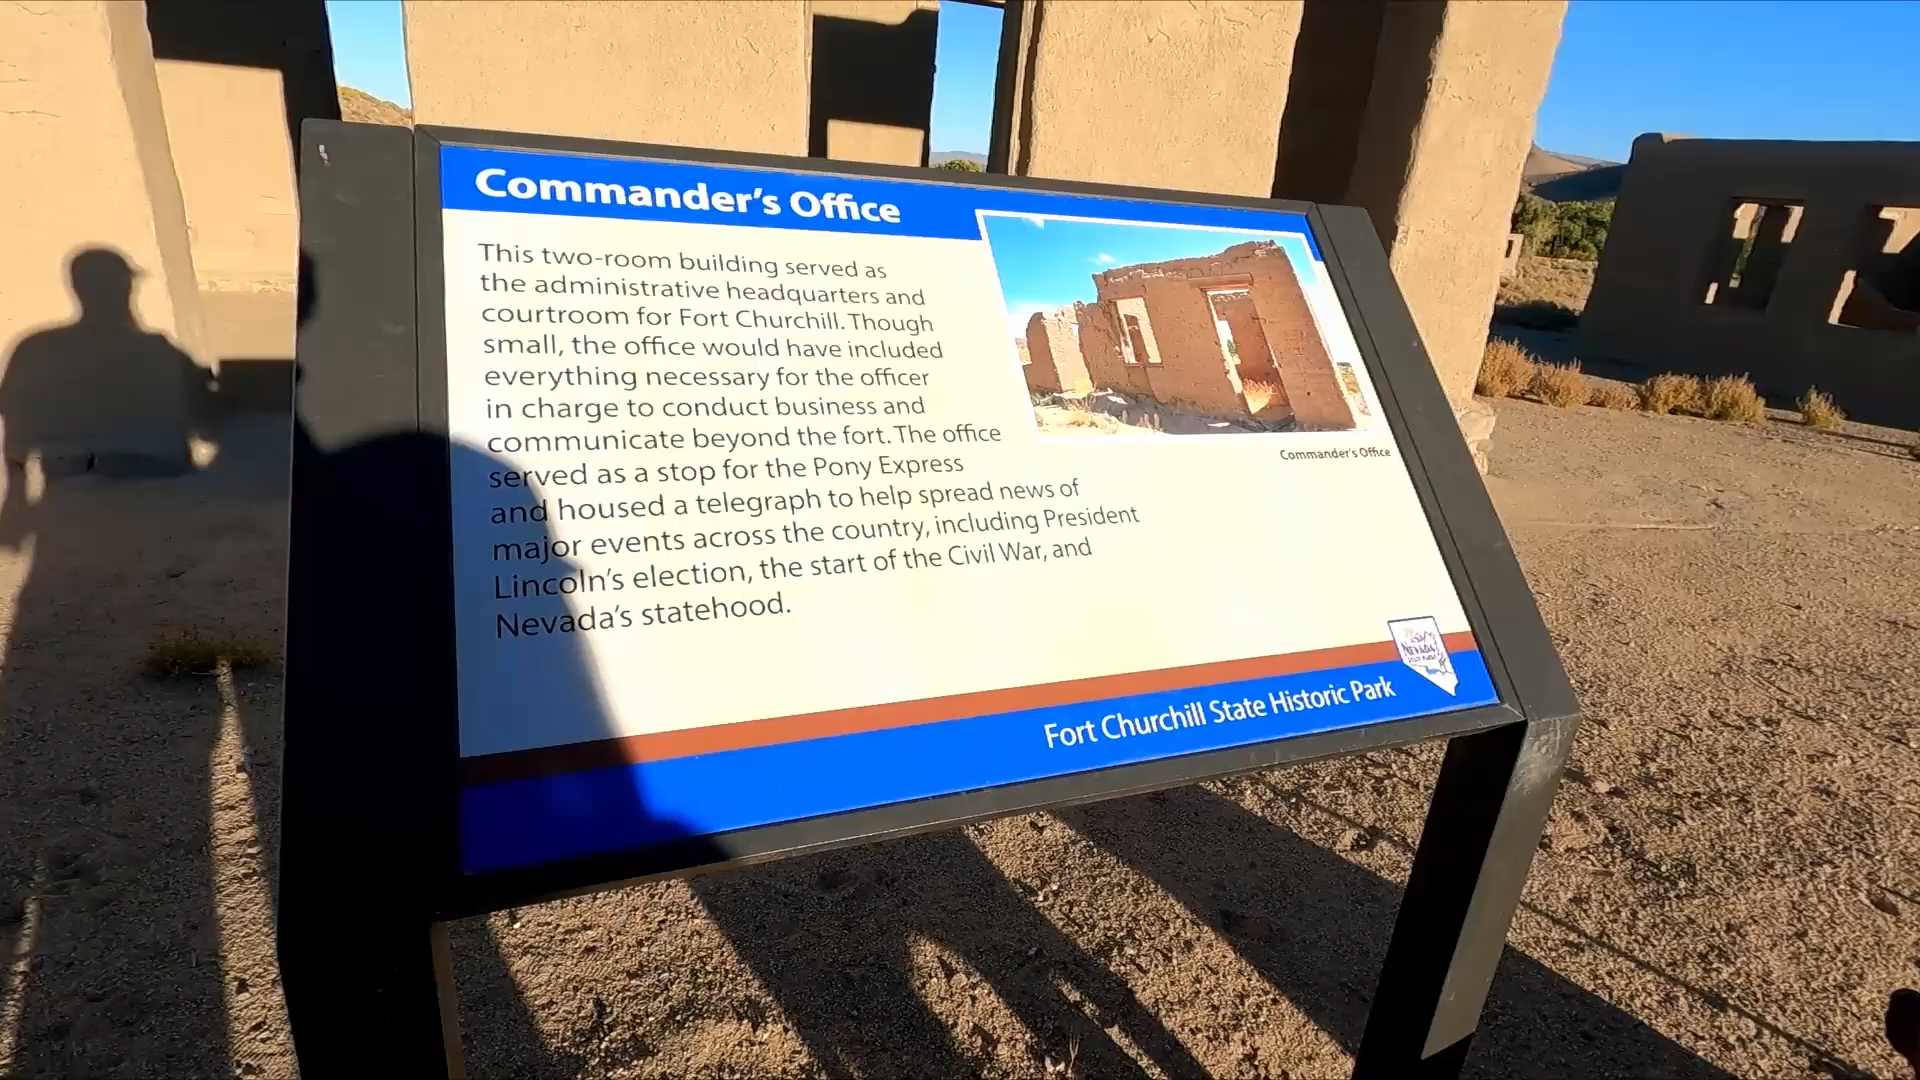 Commander's Office
This two-room building served as
the administrative headquarters and
courtroom for Fort Churchill. Though
small, the office would have included
everything necessary for the officer
in charge to conduct business and
communicate beyond the fort. The office
served as a stop for the Pony Express
and housed a telegraph to help spread news of
major events across the country, including President
Lincoln's election, the start of the Civil War, and
Nevada's statehood.
Commander's Office
NEVADA
Fort Churchill State Historic Park